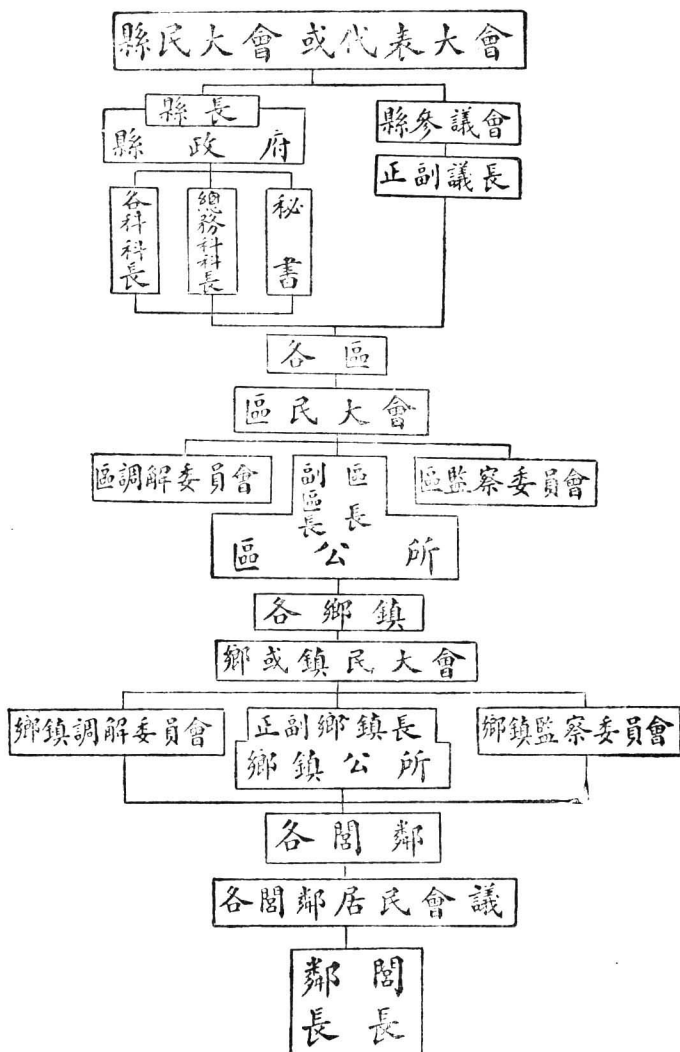 縣民大會或代表大會
縣長
縣政府
縣參議會
正副議長
各科科長
總務科科長
秘書
各區
區民大會
區調解委員會
區長
副區長
區監察委員會
區公所
各鄉鎮
鄉或鎮民大會
鄉鎮調解委員會
正副鄉鎮長
鄉鎮監察委員會
鄉鎮公所
各閭鄰
各閭鄰居民會議
閭長
鄰長